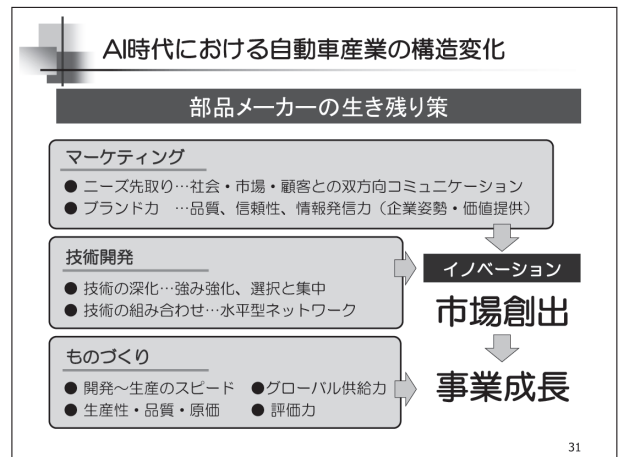 AI時代における自動車産業の構造変化
部品メーカーの生き残り策
マーケティング
● ニーズ先取り…社会・市場・顧客との双方向コミュニケーション
● ブランド力 …品質、信頼性、情報発信力（企業姿勢・価値提供）
技術開発
● 技術の深化…強み強化、選択と集中
● 技術の組み合わせ…水平型ネットワーク
イノベーション
市場創出
ものづくり
● 開発～生産のスピード ●グローバル供給力
● 生産性・品質・原価 ● 評価力
事業成長
31